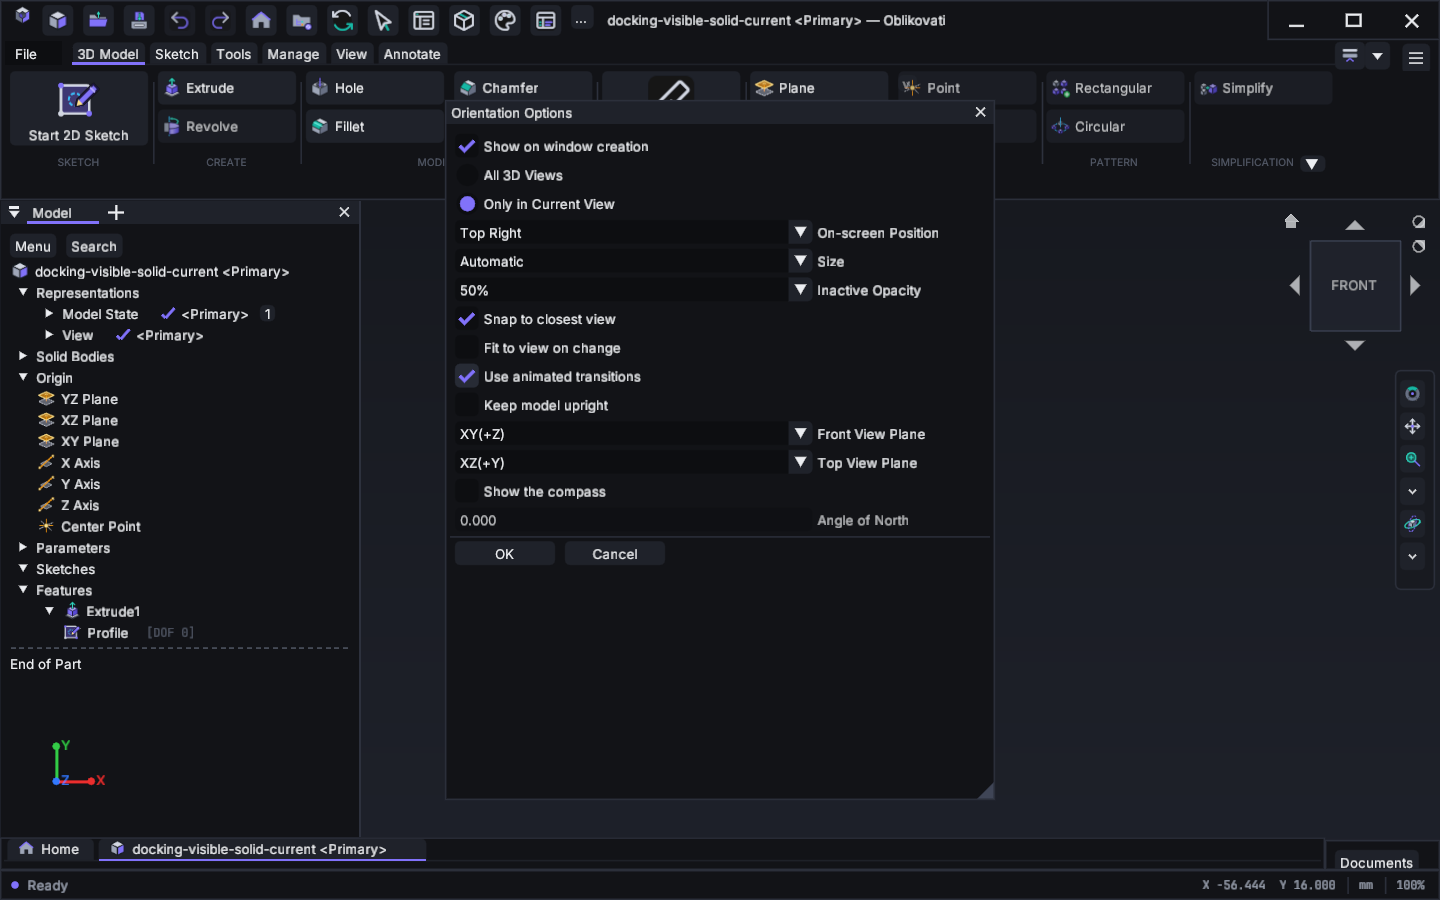 docking-visible-solid-current <Primary> — Oblikovati
File
3D Model
Sketch
Tools
Manage
View
Annotate
Start 2D Sketch
SKETCH
Extrude
Revolve
CREATE
Hole
Fillet
Chamfer
MODI
Plane
Point
Rectangular
Circular
PATTERN
Simplify
SIMPLIFICATION
Model
Menu
Search
docking-visible-solid-current <Primary>
Representations
Model State <Primary> 1
View <Primary>
Solid Bodies
Origin
YZ Plane
XZ Plane
XY Plane
X Axis
Y Axis
Z Axis
Center Point
Parameters
Sketches
Features
Extrude1
Profile [DOF 0]
End of Part
Y
Z
X
Orientation Options
Show on window creation
All 3D Views
Only in Current View
Top Right On-screen Position
Automatic Size
50% Inactive Opacity
Snap to closest view
Fit to view on change
Use animated transitions
Keep model upright
XY(+Z) Front View Plane
XZ(+Y) Top View Plane
Show the compass
0.000 Angle of North
OK
Cancel
FRONT
Home
docking-visible-solid-current <Primary>
Documents
Ready
X -56.444 Y 16.000 mm 100%